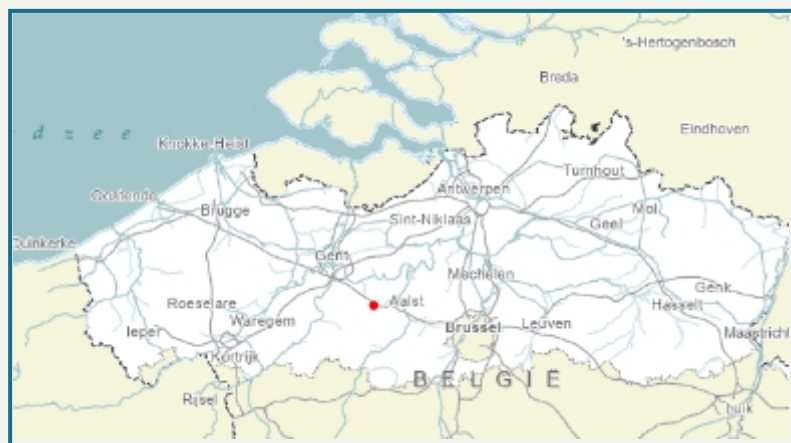 's-Hertogenbosch
Breda
d z e e
Eindhoven
Knokke-Heist
Turnhout
Oostende
Antwerpen
Mol
Brugge
Sint-Niklaas
Geel
Duinkerke
Gent
Mechelen
Genk
Roeselare
Aalst
Hasselt
Ieper
Waregem
Brussel
Leuven
Maastricht
Kortrijk
BELGIË
Rijsel
Luik